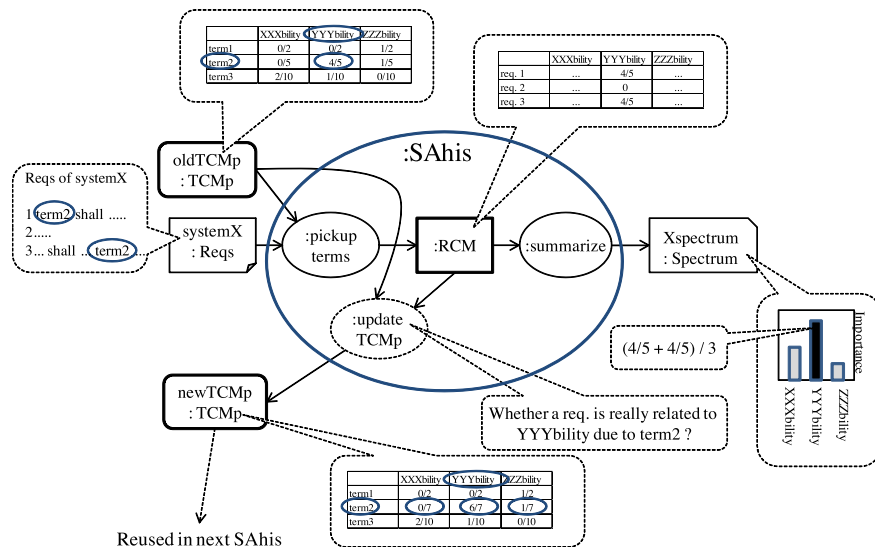 XXXbility YYYbility ZZZbility
term1 0/2 0/2 1/2
term2 0/5 4/5 1/5
term3 2/10 1/10 0/10
XXXbility YYYbility ZZZbility
req. 1 ... 4/5 ...
req. 2 ... 0 ...
req. 3 ... 4/5 ...
:SAhis
oldTCMp
: TCMp
Reqs of systemX
1 term2 shall .....
2.....
3... shall ... term2 ...
systemX
: Reqs
:pickup
terms
:RCM
:summarize
Xspectrum
: Spectrum
:update
TCMp
(4/5 + 4/5) / 3
Importance
XXXbility
YYYbility
ZZZbility
newTCMp
: TCMp
Whether a req. is really related to
YYYbility due to term2 ?
XXXbility YYYbility ZZZbility
term1 0/2 0/2 1/2
term2 0/7 6/7 1/7
term3 2/10 1/10 0/10
Reused in next SAhis